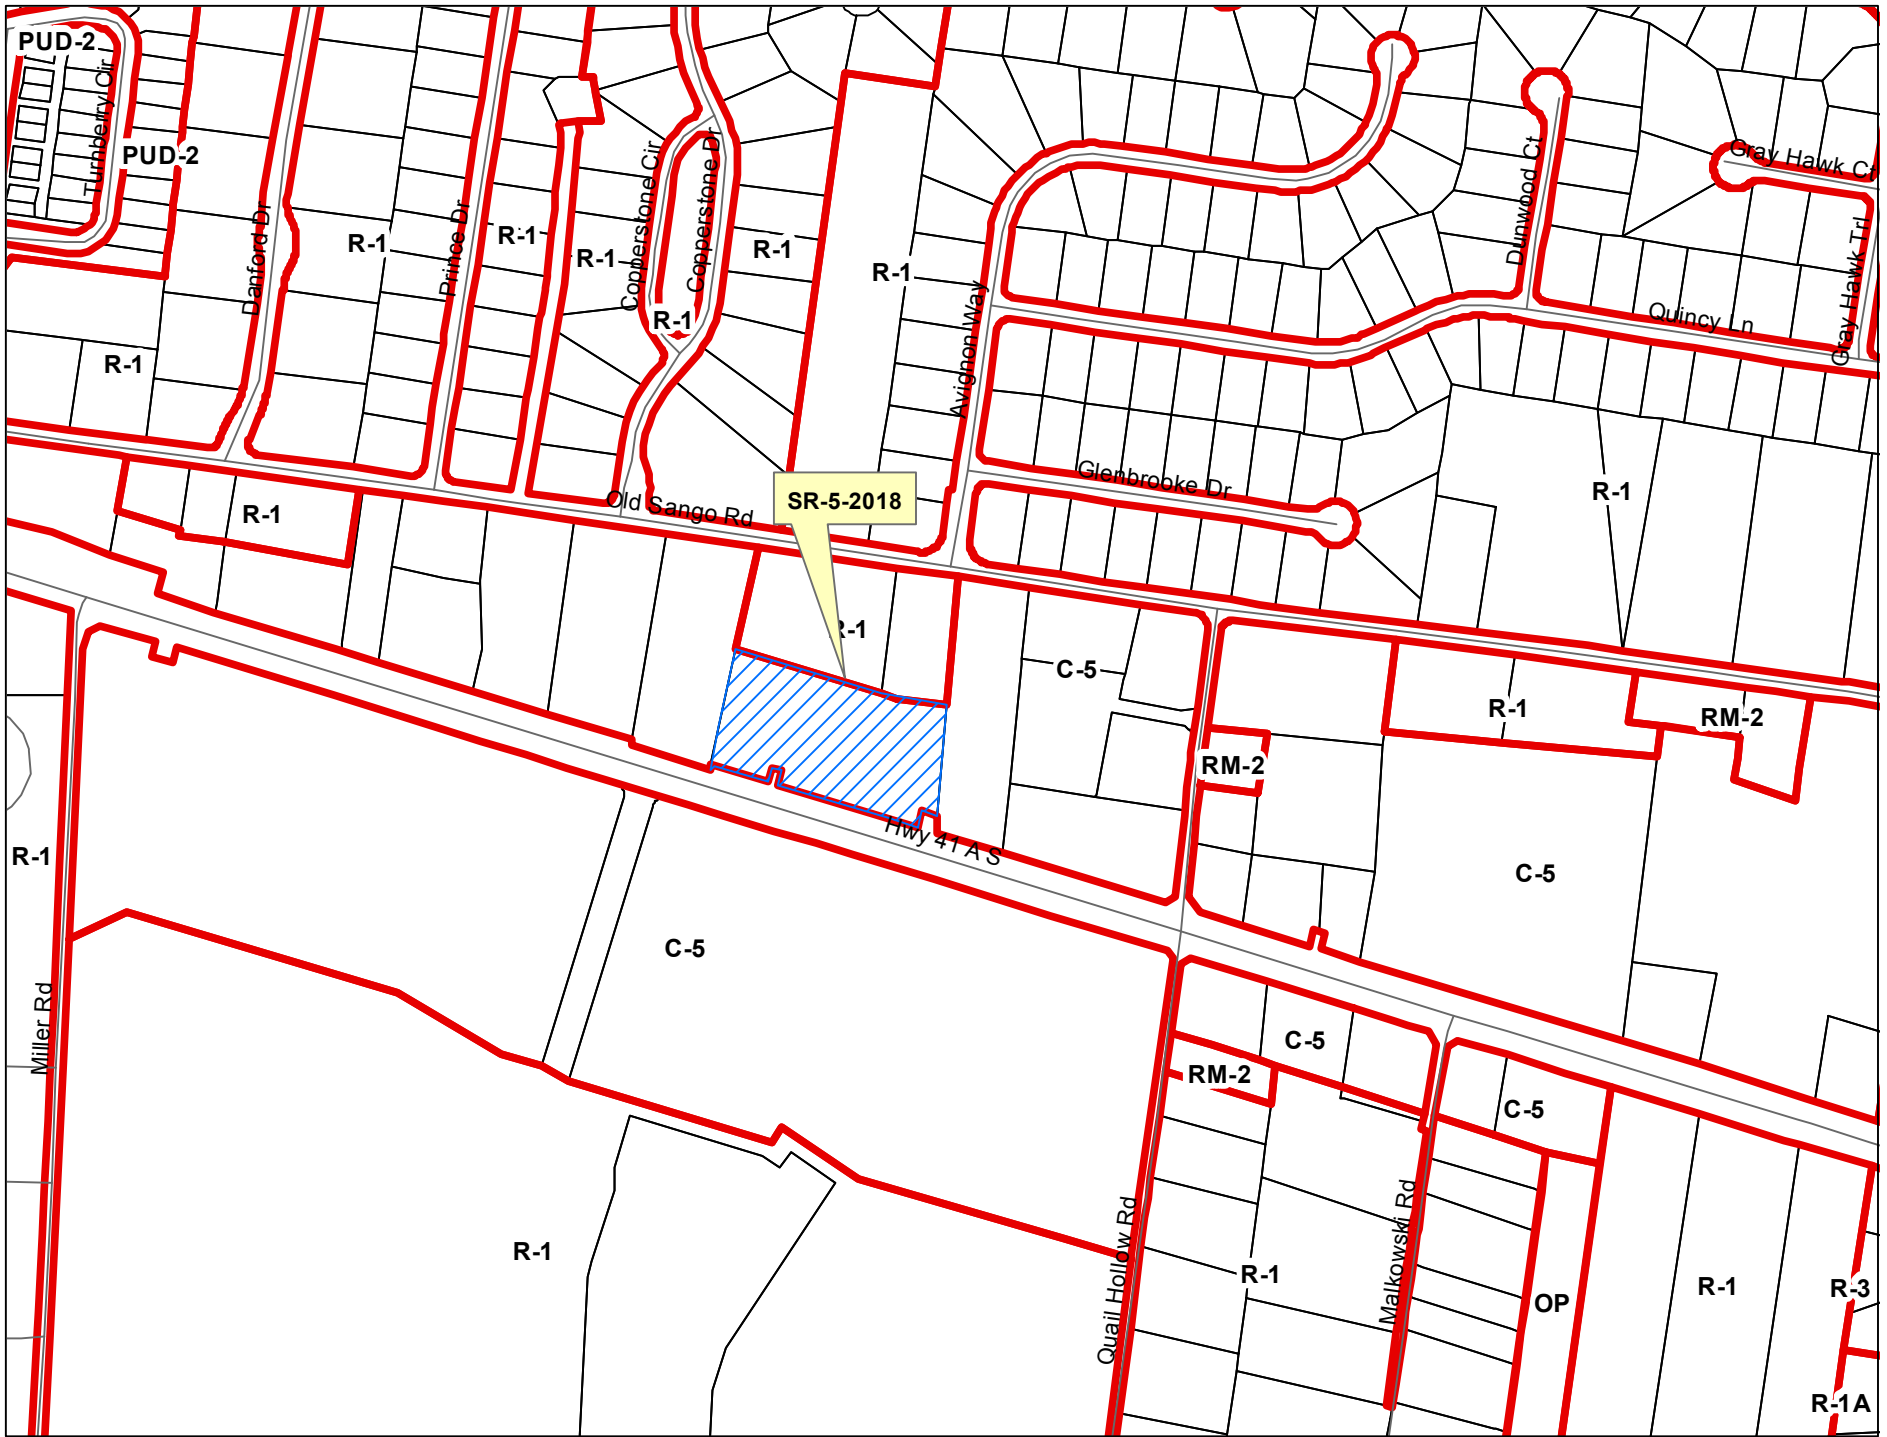 PUD-2
Turnberry Cir
PUD-2
Danford Dr
R-1
Prince Dr
R-1
R-1
Copperstone Cir
Copperstone Dr
R-1
R-1
R-1
Avignon Way
Dunwood Ct
Gray Hawk Ct
Gray Hawk Trl
Quincy Ln
R-1
Glenbrooke Dr
R-1
SR-5-2018
Old Sango Rd
R-1
R-1
C-5
R-1
RM-2
RM-2
Hwy 41 A S
R-1
C-5
C-5
Miller Rd
C-5
RM-2
C-5
Quail Hollow Rd
Malkowski Rd
R-1
R-1
OP
R-1
R-3
R-1A